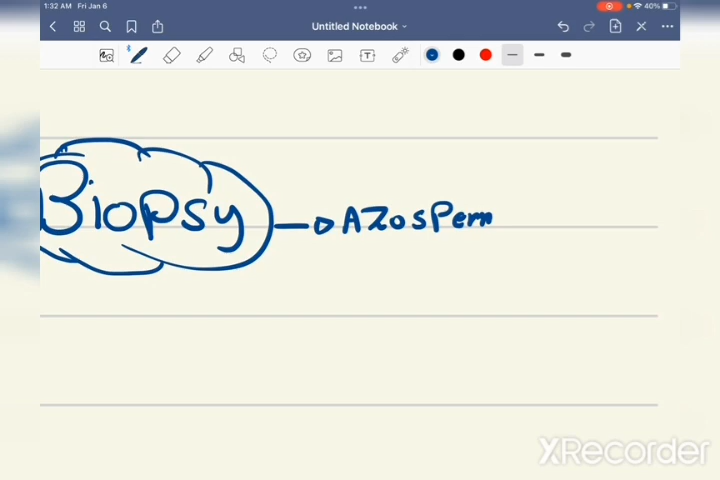 1:32 AM Fri Jan 6
40%
Untitled Notebook
T
Biopsy → AZosPerm
XRecorder